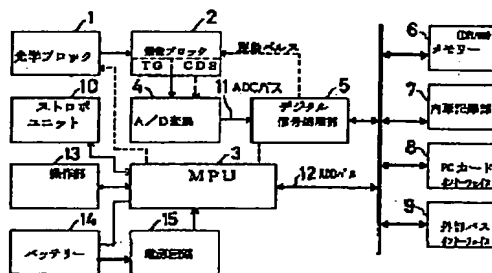 1
2
光学ブロック
撮像ブロック
TG
CDS
駆動パルス
6
メモリー
10
ストロボ
ユニット
4
A/D変換
11
ADCバス
5
デジタル
信号処理部
7
内部記憶部
13
操作部
3
MPU
12
8
PCカード
インターフェイス
14
バッテリー
15
電源回路
9
外部バス
インターフェイス